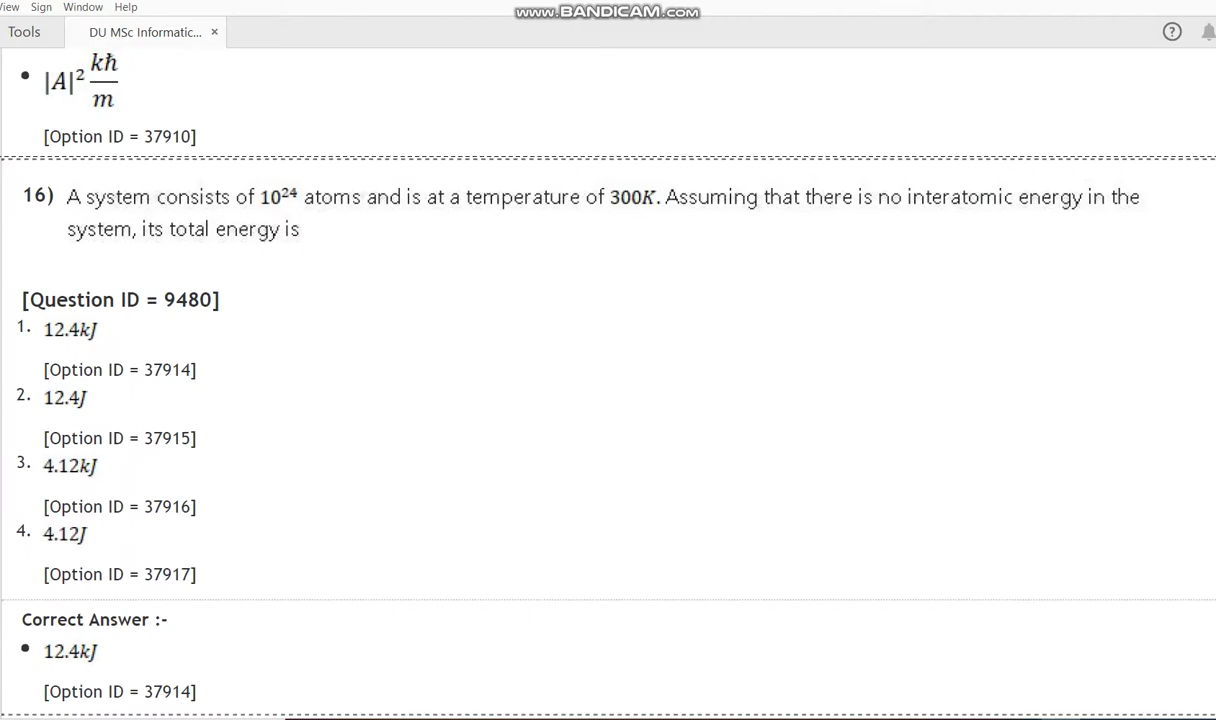 View Sign Window Help
www.BANDICAM.com
Tools DU MSc Informatic... × ?
• |A|² kħ/m
[Option ID = 37910]
16) A system consists of 10²⁴ atoms and is at a temperature of 300K. Assuming that there is no interatomic energy in the
system, its total energy is
[Question ID = 9480]
1. 12.4kJ
[Option ID = 37914]
2. 12.4J
[Option ID = 37915]
3. 4.12kJ
[Option ID = 37916]
4. 4.12J
[Option ID = 37917]
Correct Answer :-
• 12.4kJ
[Option ID = 37914]